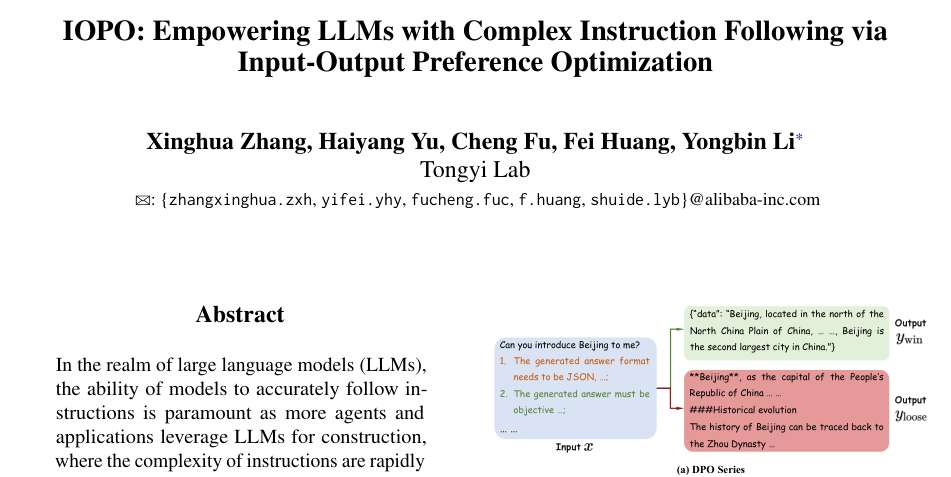 IOPO: Empowering LLMs with Complex Instruction Following via
Input-Output Preference Optimization
Xinghua Zhang, Haiyang Yu, Cheng Fu, Fei Huang, Yongbin Li*
Tongyi Lab
✉: {zhangxinghua.zxh, yifei.yhy, fucheng.fuc, f.huang, shuide.lyb}@alibaba-inc.com
Abstract
In the realm of large language models (LLMs),
the ability of models to accurately follow in-
structions is paramount as more agents and
applications leverage LLMs for construction,
where the complexity of instructions are rapidly
Can you introduce Beijing to me?
1. The generated answer format
needs to be JSON, ...;
2. The generated answer must be
objective ...;
... ...
Input x
{"data": "Beijing, located in the north of the
North China Plain of China, ... ..., Beijing is
the second largest city in China."}
Output
y_win
**Beijing**, as the capital of the People's
Republic of China ... ...
###Historical evolution
The history of Beijing can be traced back to
the Zhou Dynasty ...
Output
y_loose
(a) DPO Series